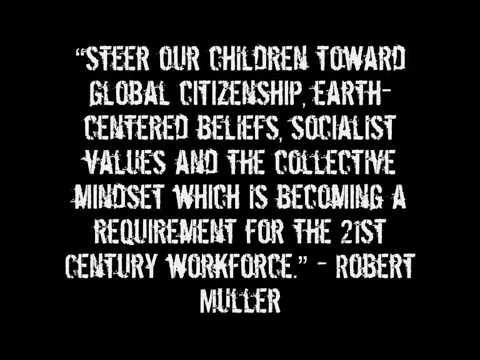 “STEER OUR CHILDREN TOWARD
GLOBAL CITIZENSHIP, EARTH-
CENTERED BELIEFS, SOCIALIST
VALUES AND THE COLLECTIVE
MINDSET WHICH IS BECOMING A
REQUIREMENT FOR THE 21ST
CENTURY WORKFORCE.” - ROBERT
MULLER